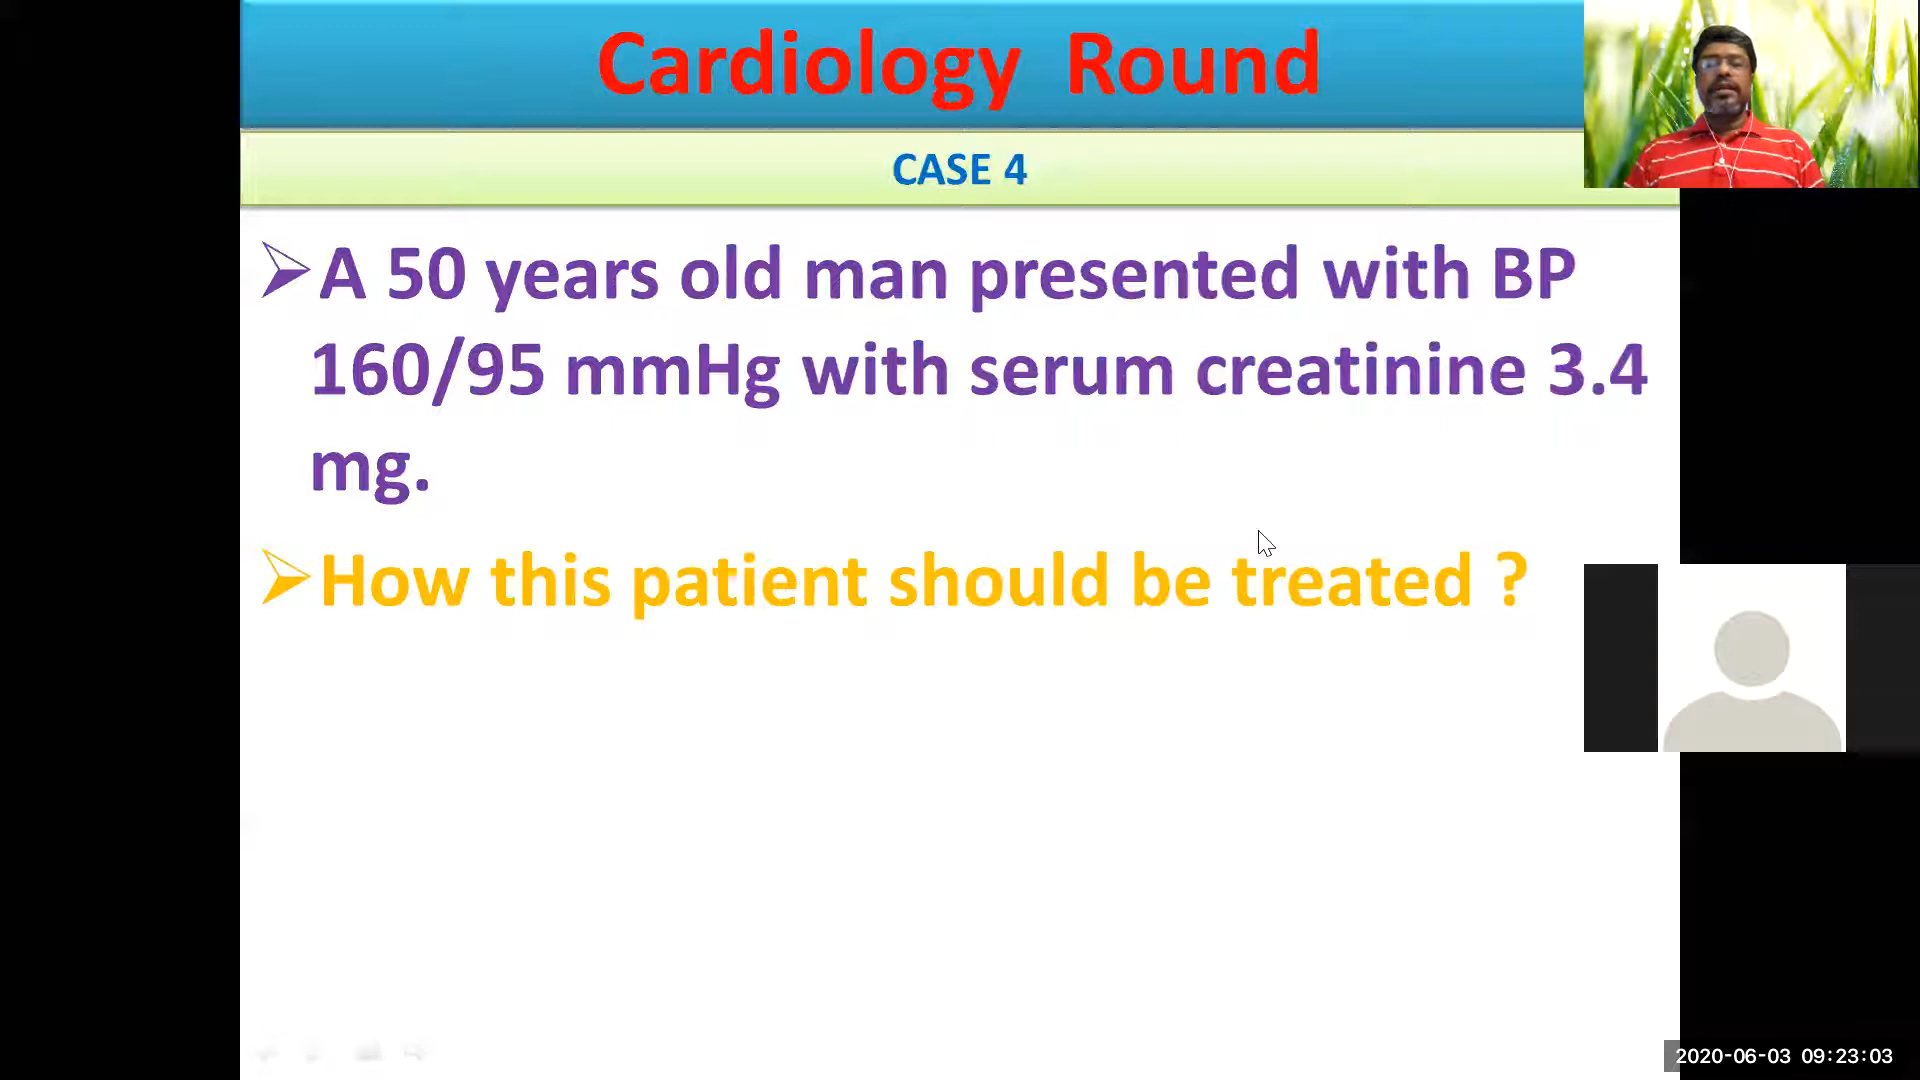 Cardiology Round
CASE 4
➢A 50 years old man presented with BP
160/95 mmHg with serum creatinine 3.4
mg.
➢How this patient should be treated ?
2020-06-03 09:23:03